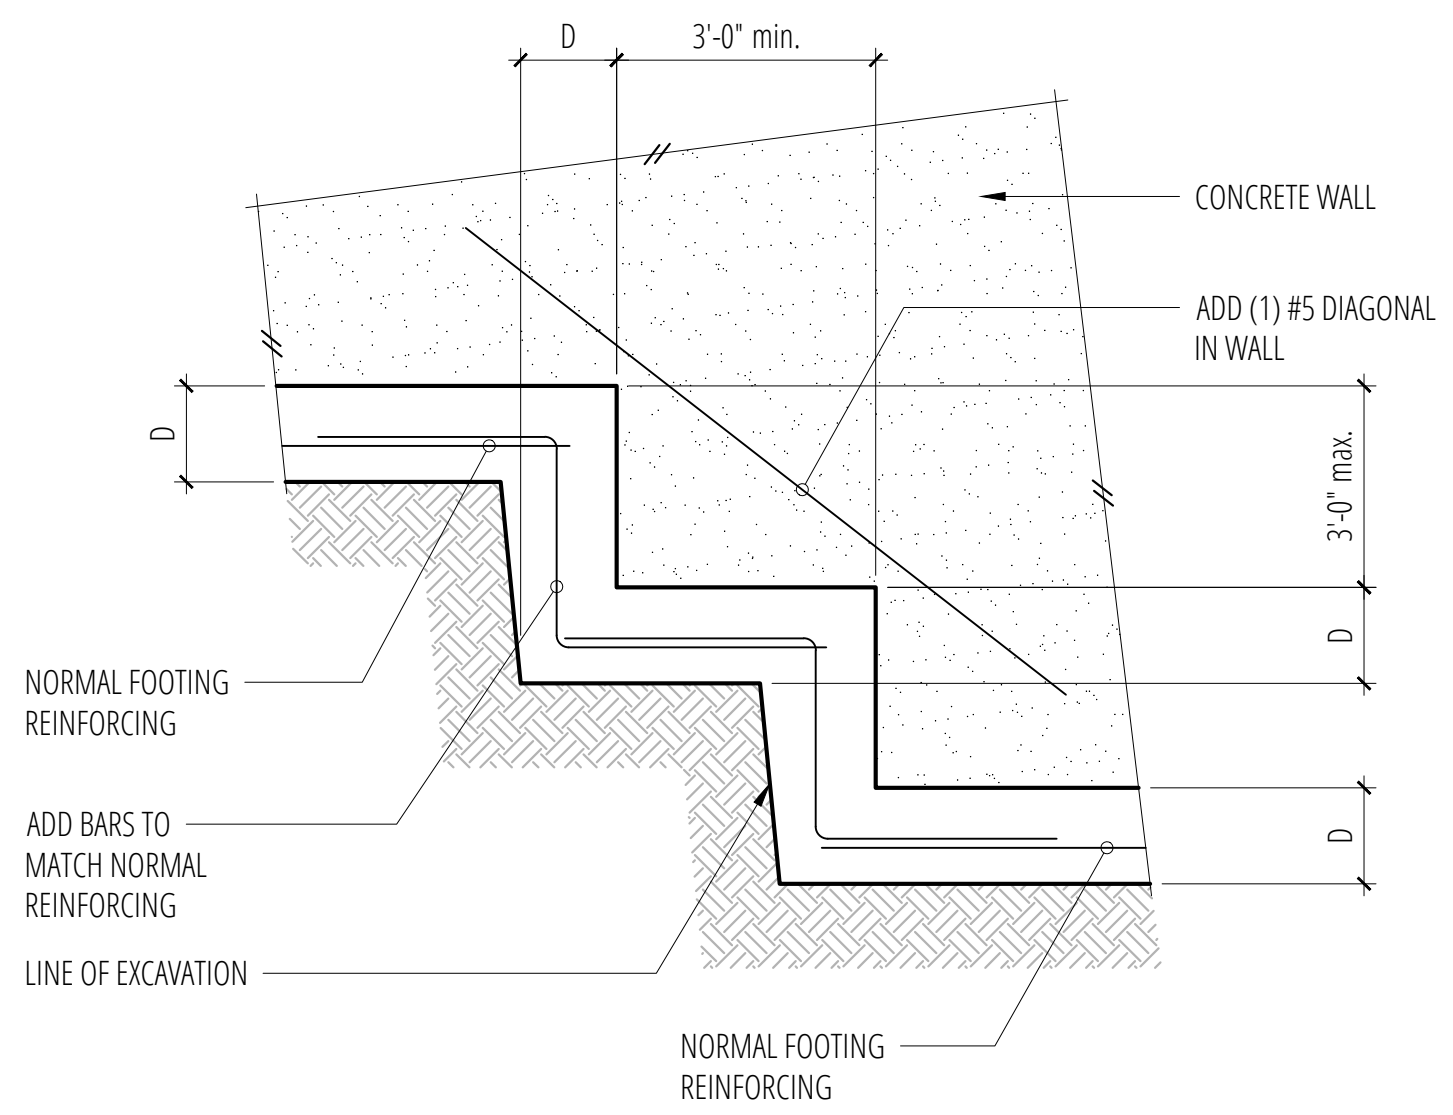 D
3'-0" min.
CONCRETE WALL
ADD (1) #5 DIAGONAL
IN WALL
D
3'-0" max.
D
D
NORMAL FOOTING
REINFORCING
ADD BARS TO
MATCH NORMAL
REINFORCING
LINE OF EXCAVATION
NORMAL FOOTING
REINFORCING